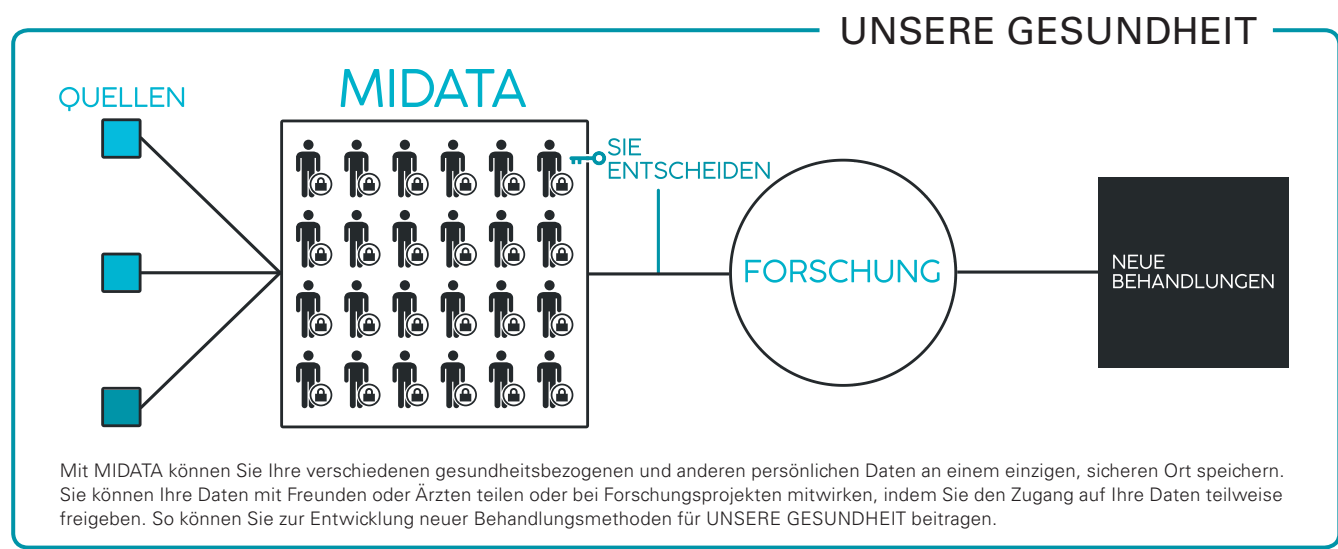 UNSERE GESUNDHEIT
QUELLEN
MIDATA
SIE
ENTSCHEIDEN
FORSCHUNG
NEUE
BEHANDLUNGEN
Mit MIDATA können Sie Ihre verschiedenen gesundheitsbezogenen und anderen persönlichen Daten an einem einzigen, sicheren Ort speichern.
Sie können Ihre Daten mit Freunden oder Ärzten teilen oder bei Forschungsprojekten mitwirken, indem Sie den Zugang auf Ihre Daten teilweise
freigeben. So können Sie zur Entwicklung neuer Behandlungsmethoden für UNSERE GESUNDHEIT beitragen.